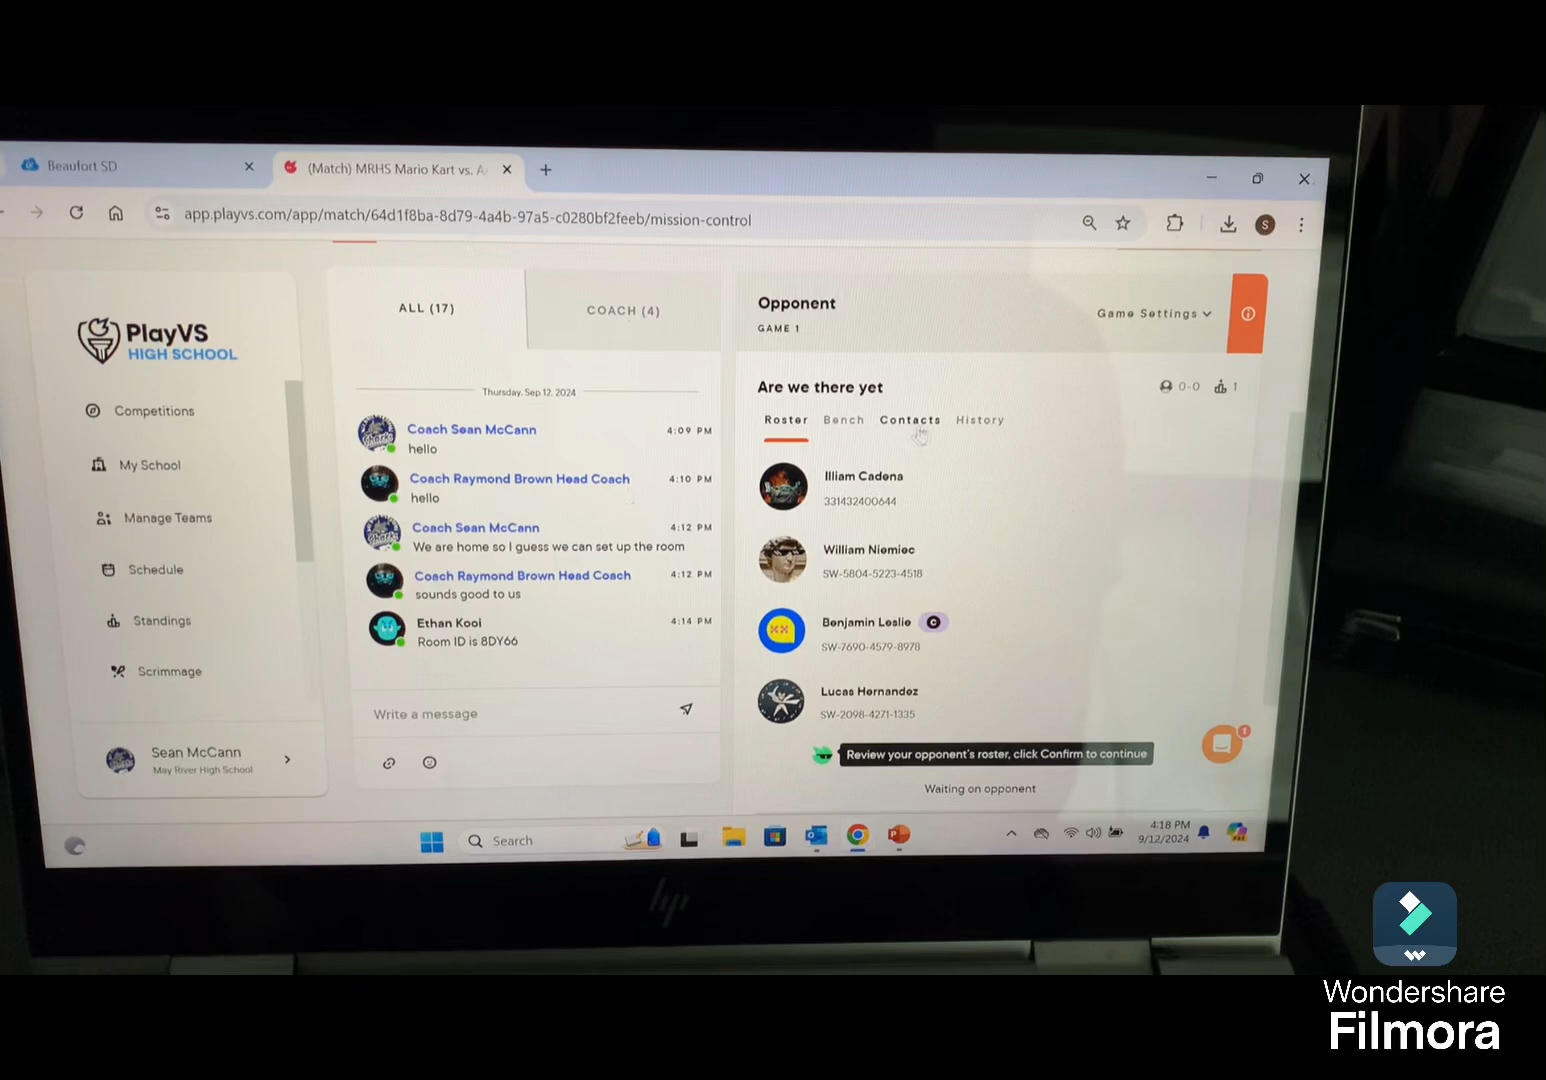 Beaufort SD
(Match) MRHS Mario Kart vs. A
app.playvs.com/app/match/64d1f8ba-8d79-4a4b-97a5-c0280bf2feeb/mission-control
S
PlayVS
HIGH SCHOOL
Competitions
My School
Manage Teams
Schedule
Standings
Scrimmage
Sean McCann
May River High School
ALL (17)
COACH (4)
Thursday, Sep 12, 2024
Coach Sean McCann 4:09 PM
hello
Coach Raymond Brown Head Coach 4:10 PM
hello
Coach Sean McCann 4:12 PM
We are home so I guess we can set up the room
Coach Raymond Brown Head Coach 4:12 PM
sounds good to us
Ethan Kooi 4:14 PM
Room ID is 8DY66
Write a message
Opponent
GAME 1
Game Settings
Are we there yet
0-0 1
Roster Bench Contacts History
Illiam Cadena
331432400644
William Niemiec
SW-5804-5223-4518
Benjamin Leslie C
SW-7690-4579-8978
Lucas Hernandez
SW-2098-4271-1335
Review your opponent's roster, click Confirm to continue
1
Waiting on opponent
Search
4:18 PM
9/12/2024
hp
Wondershare
Filmora